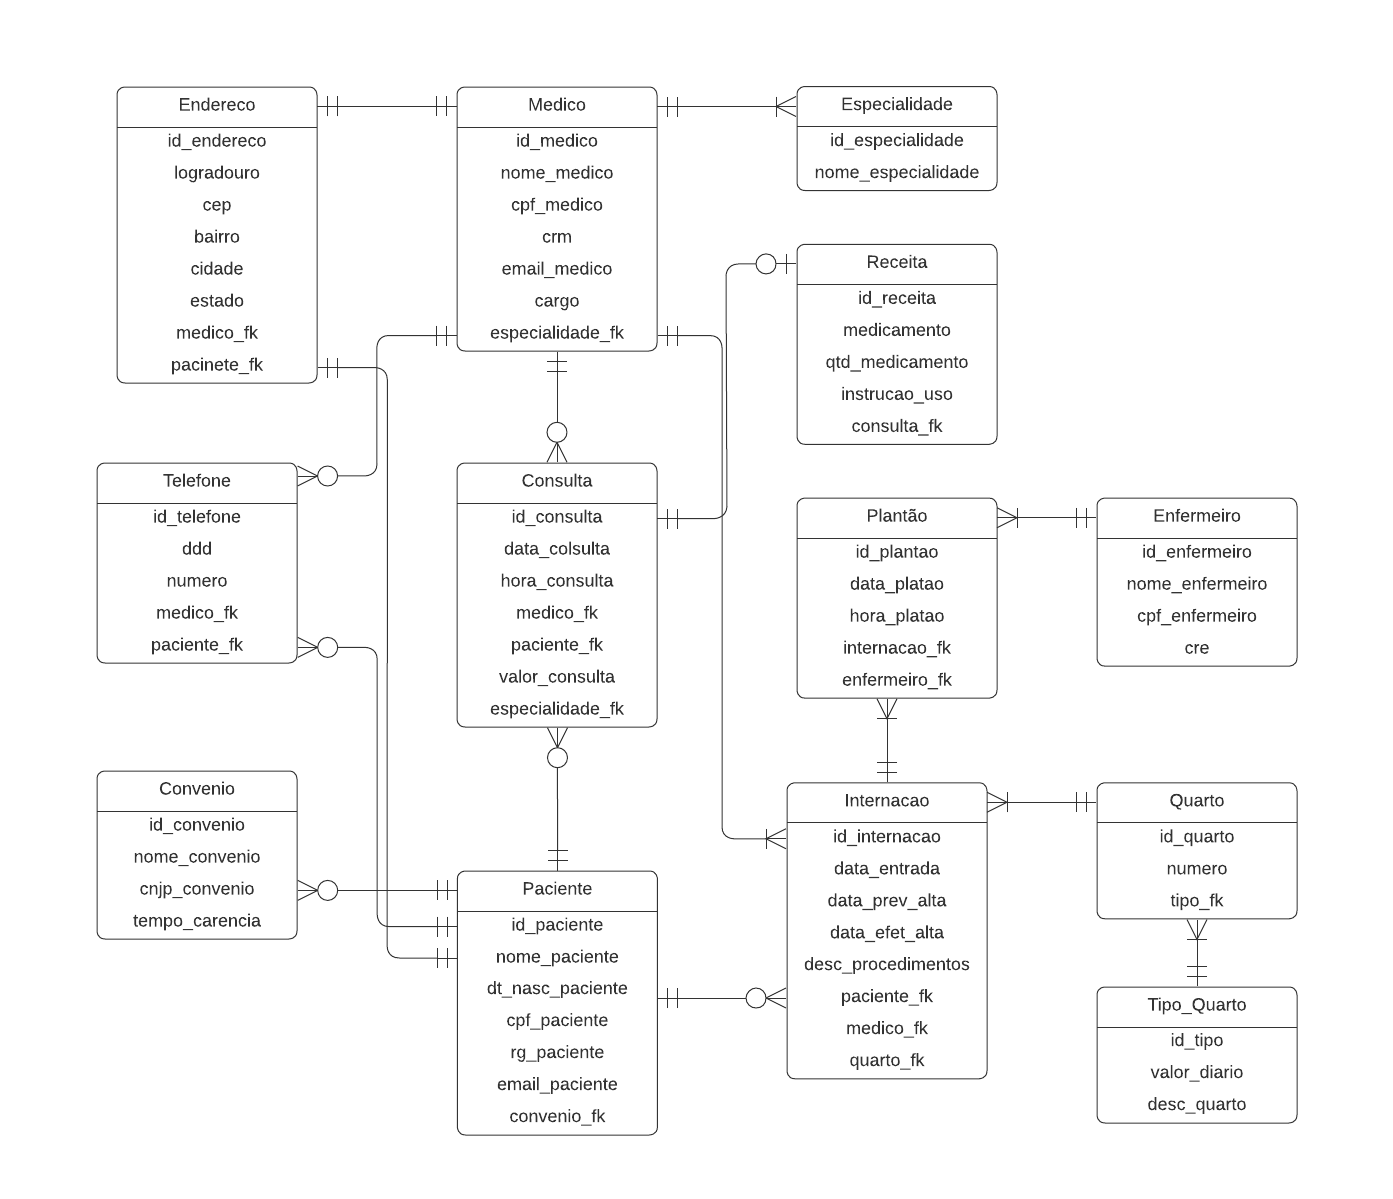 Endereco
id_endereco
logradouro
cep
bairro
cidade
estado
medico_fk
pacinete_fk
Medico
id_medico
nome_medico
cpf_medico
crm
email_medico
cargo
especialidade_fk
Especialidade
id_especialidade
nome_especialidade
Receita
id_receita
medicamento
qtd_medicamento
instrucao_uso
consulta_fk
Telefone
id_telefone
ddd
numero
medico_fk
paciente_fk
Consulta
id_consulta
data_colsulta
hora_consulta
medico_fk
paciente_fk
valor_consulta
especialidade_fk
Plantão
id_plantao
data_platao
hora_platao
internacao_fk
enfermeiro_fk
Enfermeiro
id_enfermeiro
nome_enfermeiro
cpf_enfermeiro
cre
Convenio
id_convenio
nome_convenio
cnjp_convenio
tempo_carencia
Paciente
id_paciente
nome_paciente
dt_nasc_paciente
cpf_paciente
rg_paciente
email_paciente
convenio_fk
Internacao
id_internacao
data_entrada
data_prev_alta
data_efet_alta
desc_procedimentos
paciente_fk
medico_fk
quarto_fk
Quarto
id_quarto
numero
tipo_fk
Tipo_Quarto
id_tipo
valor_diario
desc_quarto